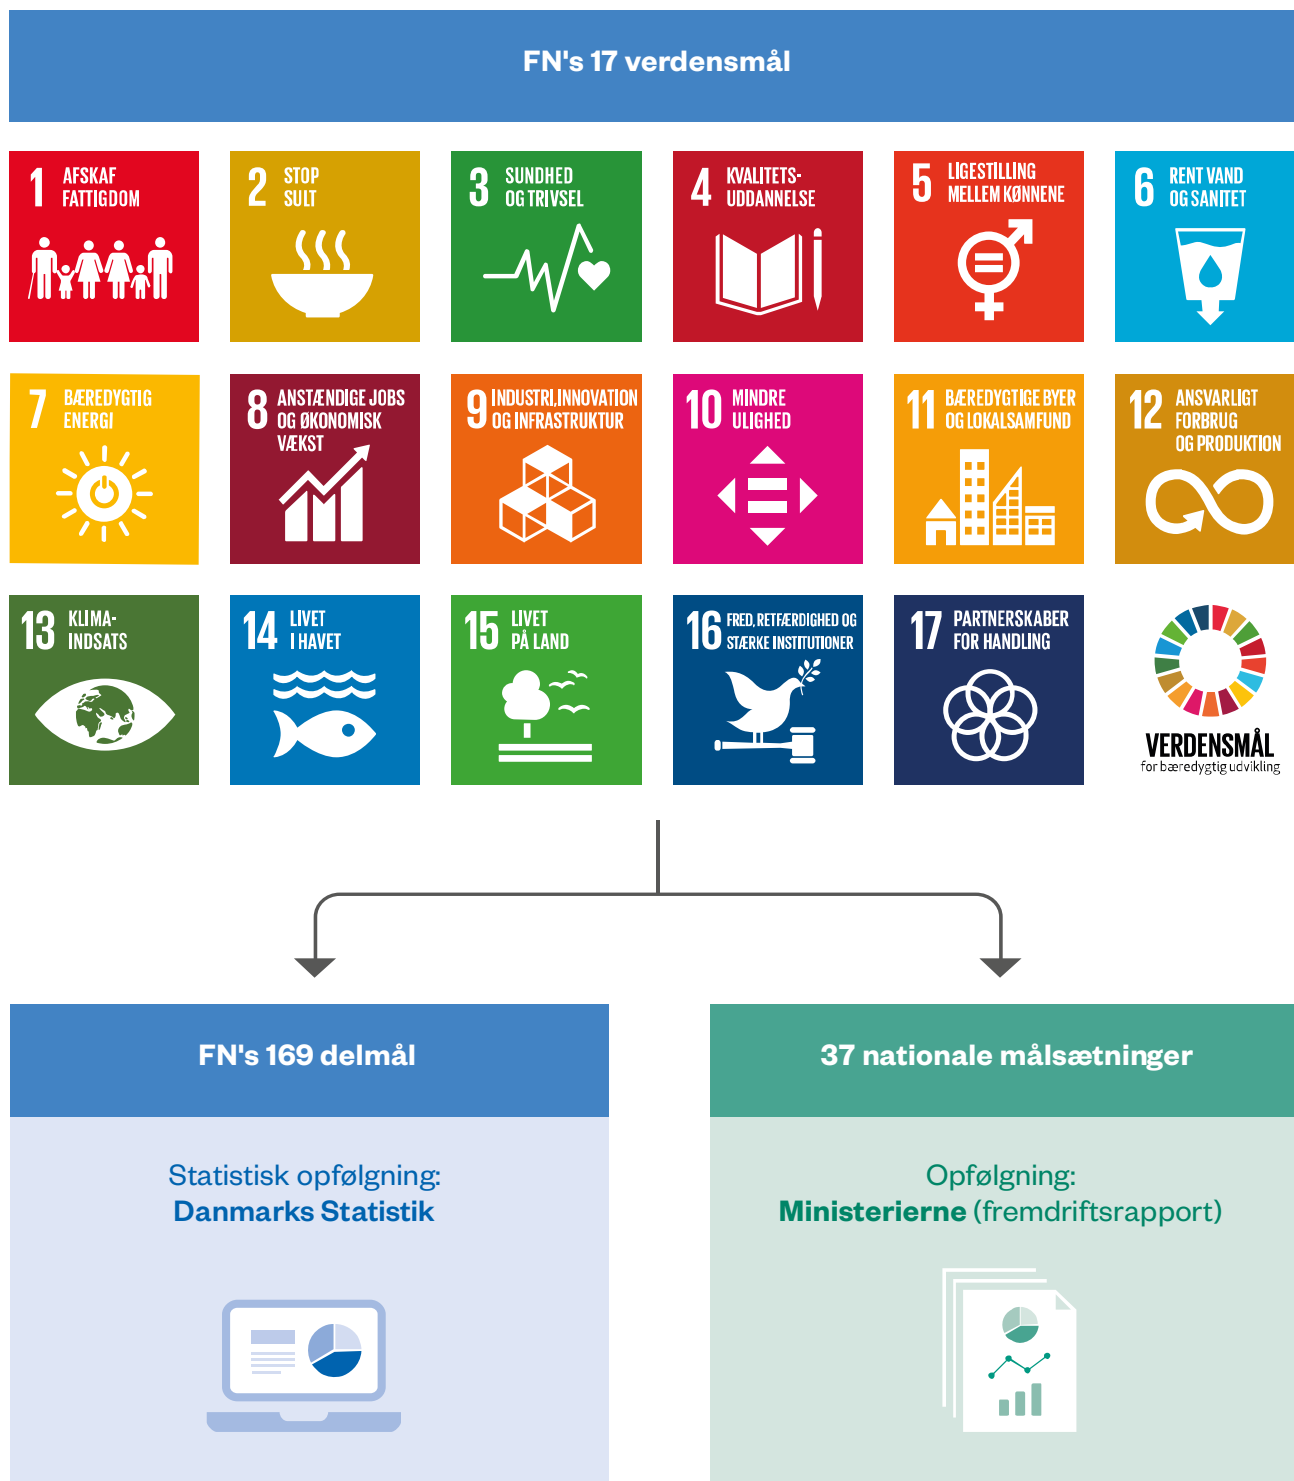 FN's 17 verdensmål
1 AFSKAF
FATTIGDOM
2 STOP
SULT
3 SUNDHED
OG TRIVSEL
4 KVALITETS-
UDDANNELSE
5 LIGESTILLING
MELLEM KØNNENE
6 RENT VAND
OG SANITET
7 BÆREDYGTIG
ENERGI
8 ANSTÆNDIGE JOBS
OG ØKONOMISK
VÆKST
9 INDUSTRI, INNOVATION
OG INFRASTRUKTUR
10 MINDRE
ULIGHED
11 BÆREDYGTIGE BYER
OG LOKALSAMFUND
12 ANSVARLIGT
FORBRUG
OG PRODUKTION
13 KLIMA-
INDSATS
14 LIVET
I HAVET
15 LIVET
PÅ LAND
16 FRED, RETFÆRDIGHED OG
STÆRKE INSTITUTIONER
17 PARTNERSKABER
FOR HANDLING
VERDENSMÅL
for bæredygtig udvikling
FN's 169 delmål
Statistisk opfølgning:
Danmarks Statistik
37 nationale målsætninger
Opfølgning:
Ministerierne (fremdriftsrapport)